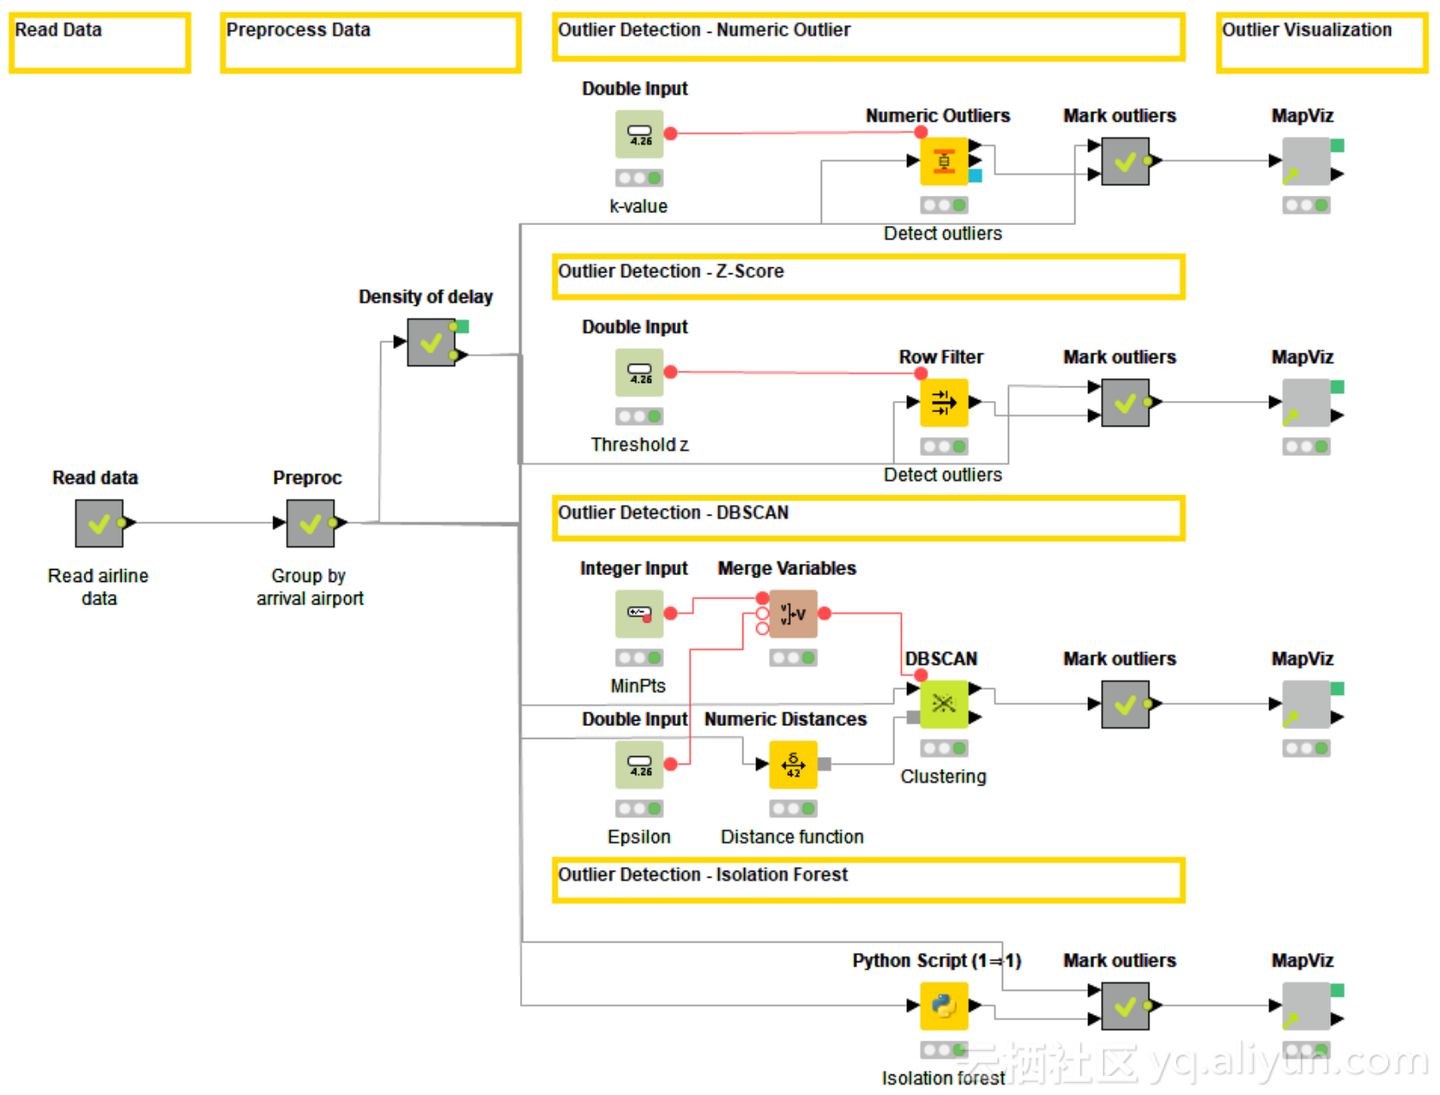 Read Data
Preprocess Data
Outlier Detection - Numeric Outlier
Outlier Visualization
Double Input
4.26
k-value
Numeric Outliers
Detect outliers
Mark outliers
MapViz
Outlier Detection - Z-Score
Density of delay
Double Input
4.26
Threshold z
Row Filter
Detect outliers
Mark outliers
MapViz
Read data
Read airline
data
Preproc
Group by
arrival airport
Outlier Detection - DBSCAN
Integer Input
+/-
MinPts
Merge Variables
v
v
]→V
DBSCAN
Clustering
Mark outliers
MapViz
Double Input
4.26
Epsilon
Numeric Distances
δ
42
Distance function
Outlier Detection - Isolation Forest
Python Script (1⇒1)
Isolation forest
Mark outliers
MapViz
云栖社区 yq.aliyun.com